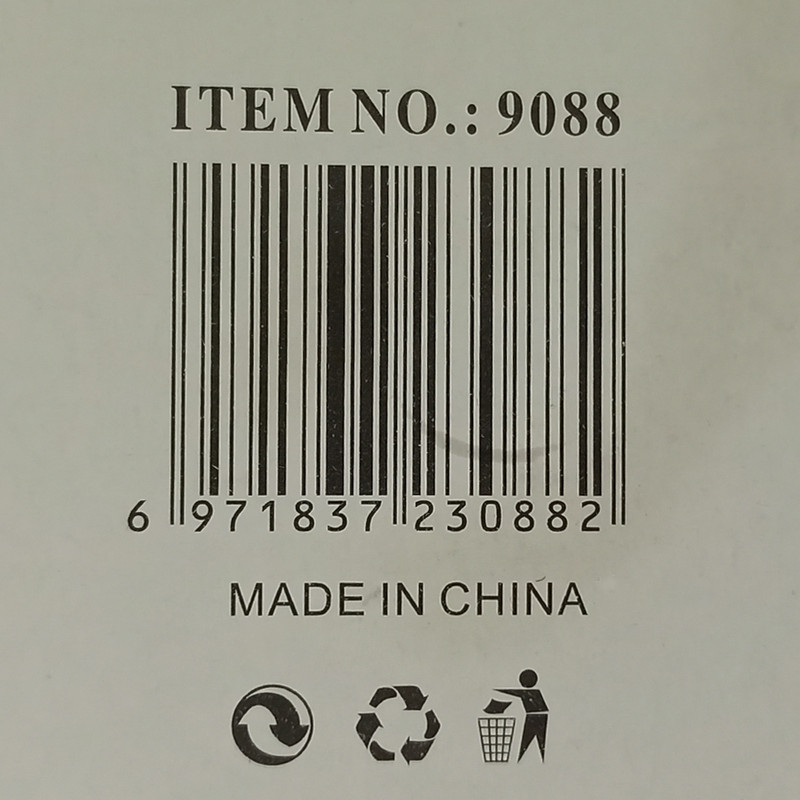 ITEM NO.: 9088
6 971837 230882
MADE IN CHINA